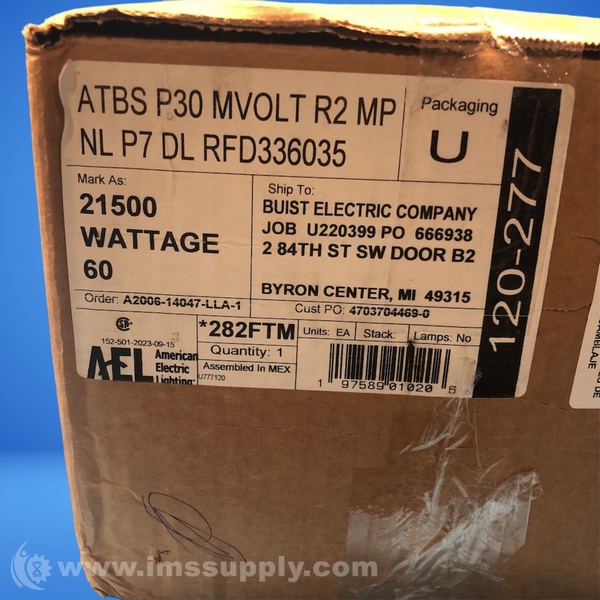 ATBS P30 MVOLT R2 MP
NL P7 DL RFD336035
Packaging
U
120-277
Mark As:
21500
WATTAGE
60
Ship To:
BUIST ELECTRIC COMPANY
JOB U220399 PO 666938
2 84TH ST SW DOOR B2
BYRON CENTER, MI 49315
Order: A2006-14047-LLA-1
Cust PO: 4703704469-0
152-501-2023-09-15
AEL American
Electric
Lighting
*282FTM
Quantity: 1
Assembled In MEX
U777120
Units: EA
Stack:
Lamps: No
1 97589 01020 6
www.imssupply.com